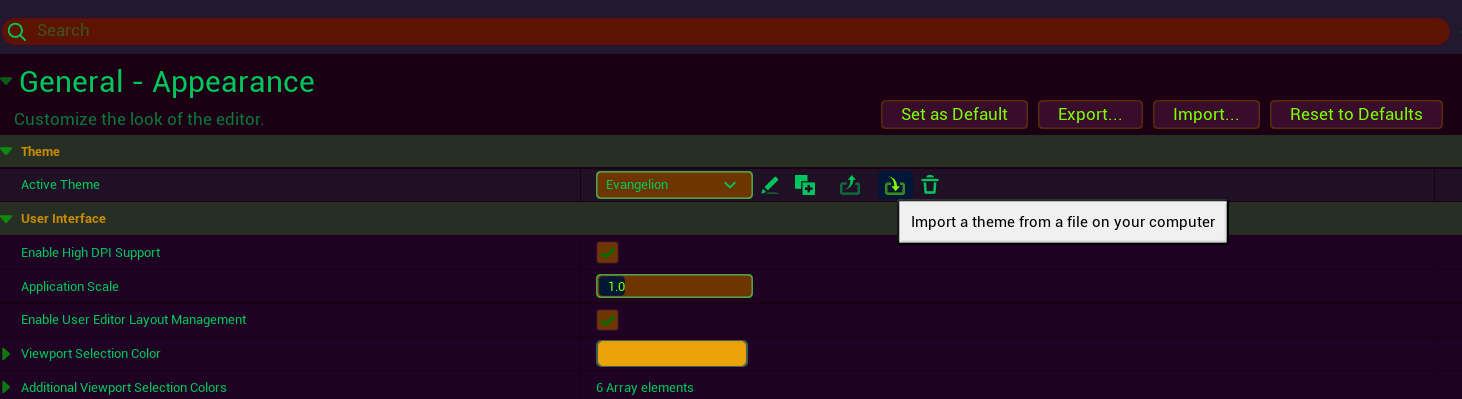 Search
General - Appearance
Customize the look of the editor.
Set as Default
Export...
Import...
Reset to Defaults
Theme
Active Theme
Evangelion
User Interface
Import a theme from a file on your computer
Enable High DPI Support
Application Scale
1.0
Enable User Editor Layout Management
Viewport Selection Color
Additional Viewport Selection Colors
6 Array elements